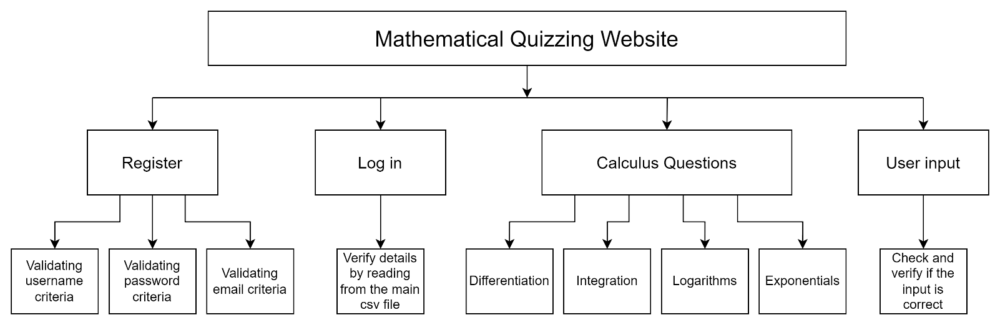 Mathematical Quizzing Website
Register
Log in
Calculus Questions
User input
Validating
username
criteria
Validating
password
criteria
Validating
email criteria
Verify details
by reading
from the main
csv file
Differentiation
Integration
Logarithms
Exponentials
Check and
verify if the
input is
correct